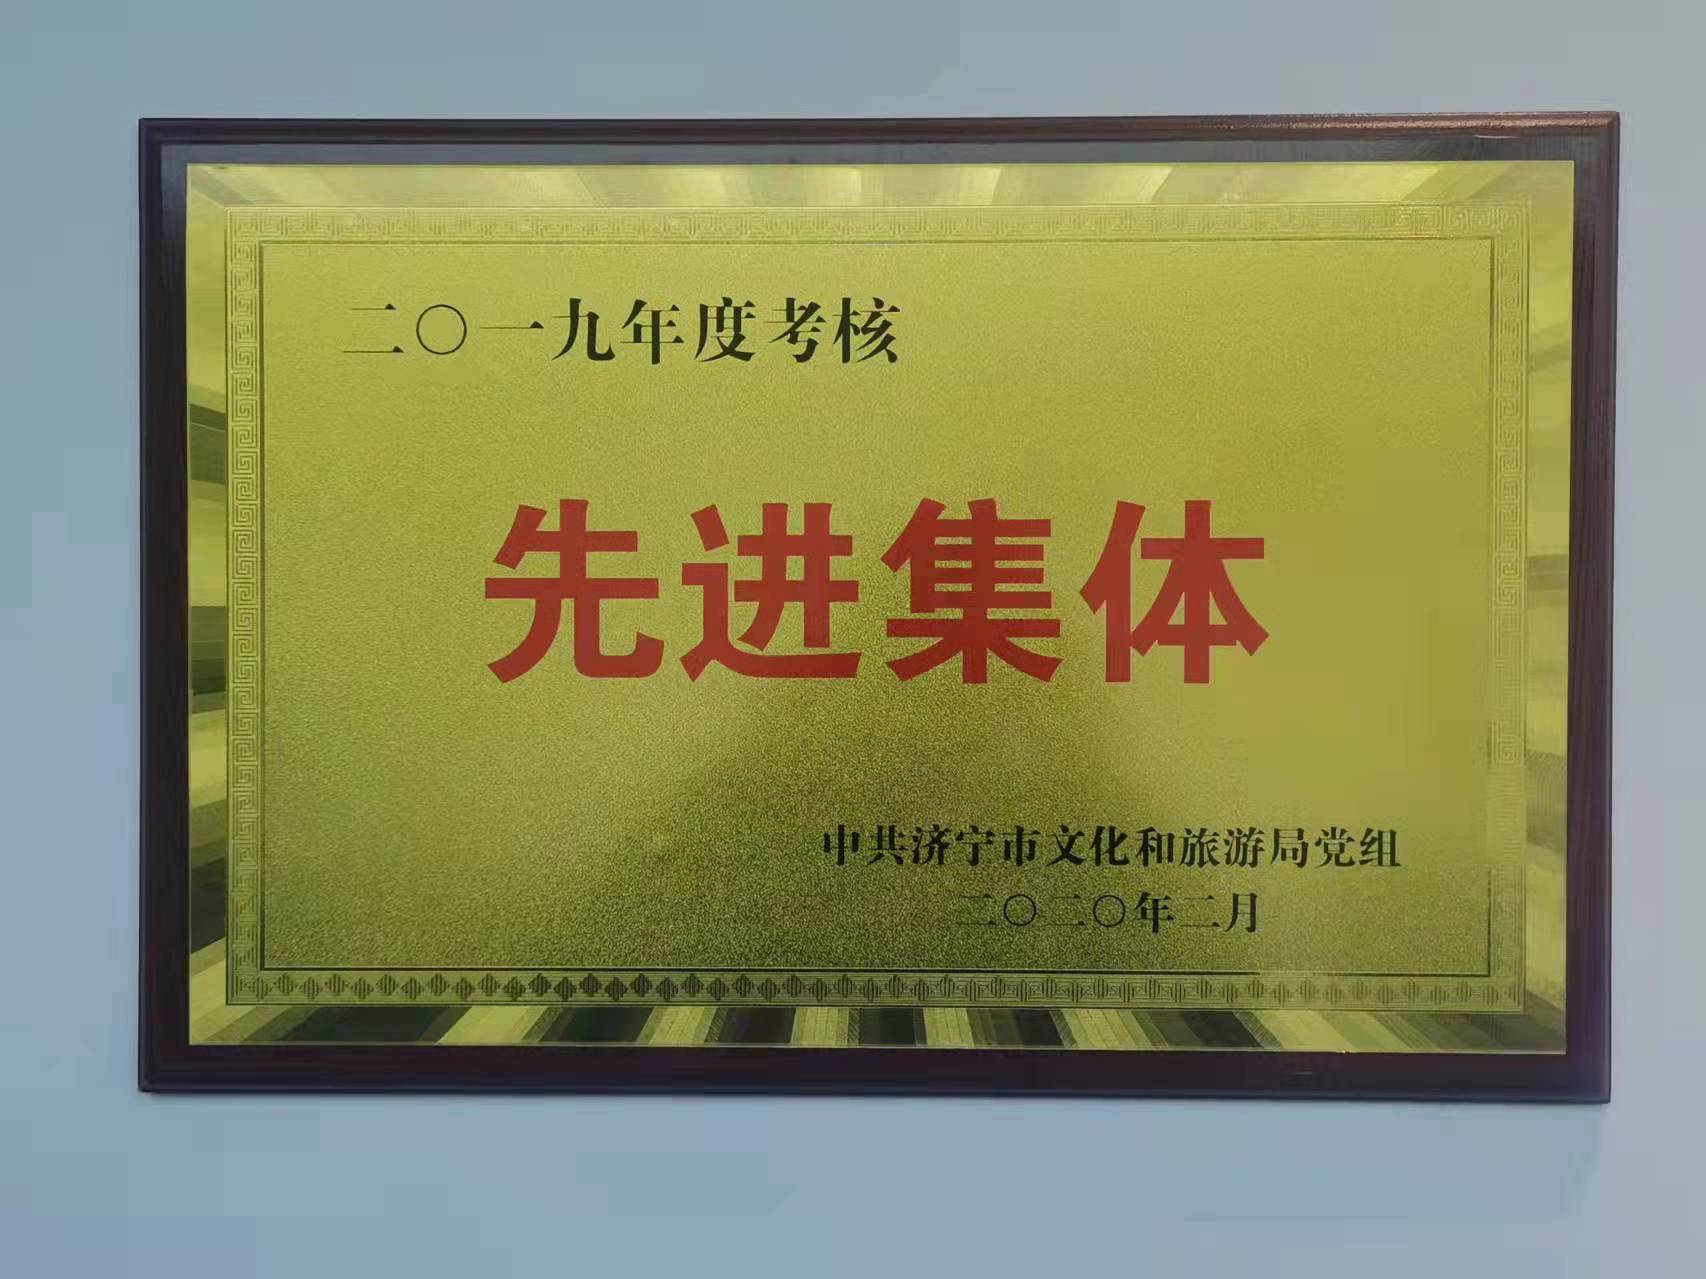 二〇一九年度考核
先进集体
中共济宁市文化和旅游局党组
二〇二〇年二月